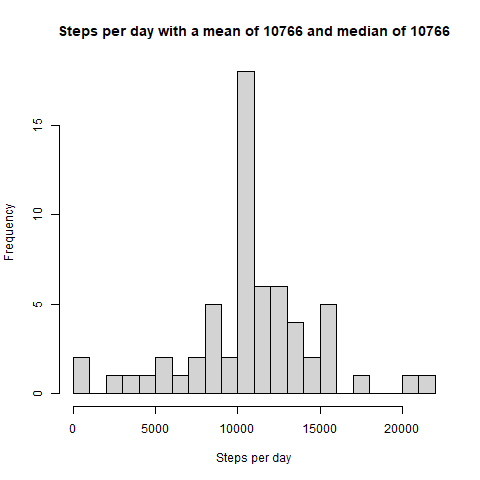 Steps per day with a mean of 10766 and median of 10766
Frequency
15
10
5
0
0 5000 10000 15000 20000
Steps per day